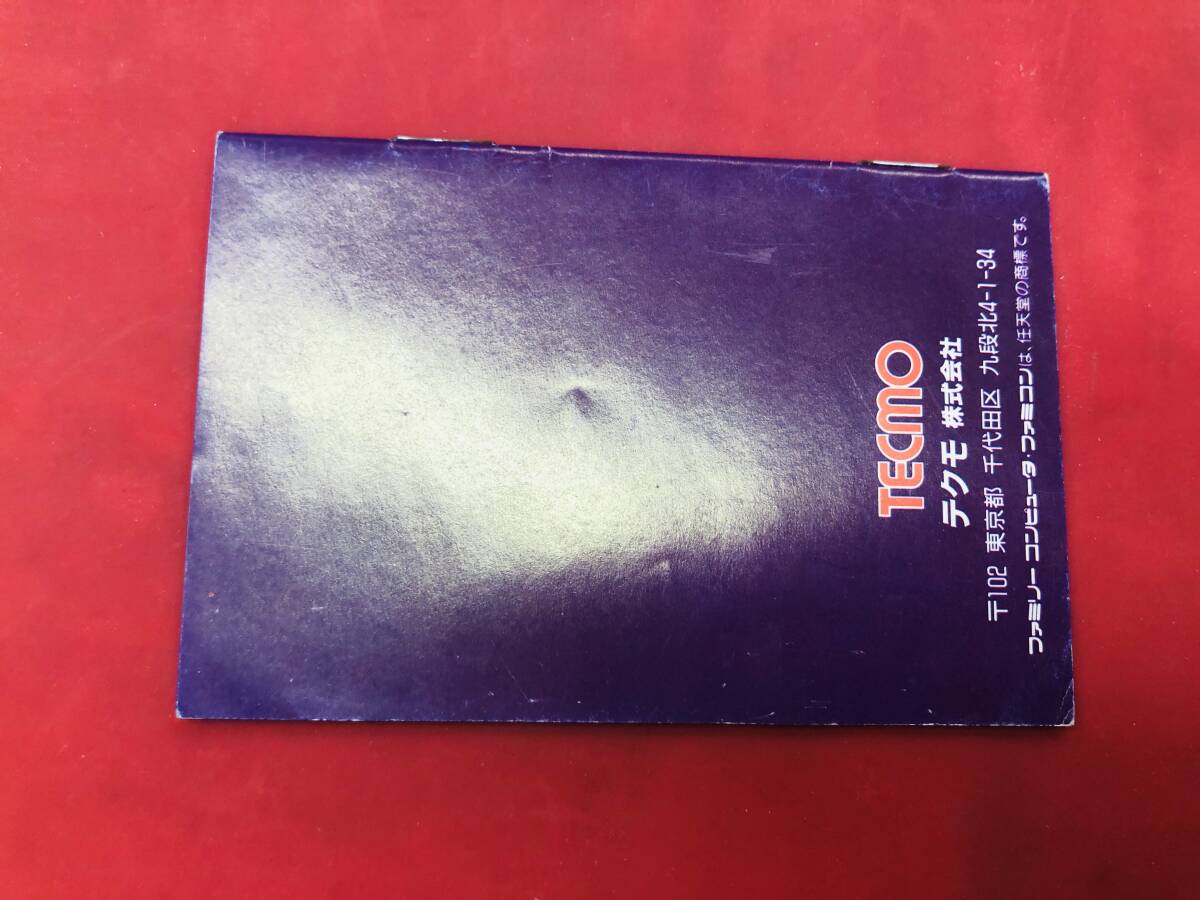 TECMO
テクモ 株式会社
〒102 東京都 千代田区 九段北4-1-34
ファミリー コンピュータ・ファミコンは、任天堂の商標です。